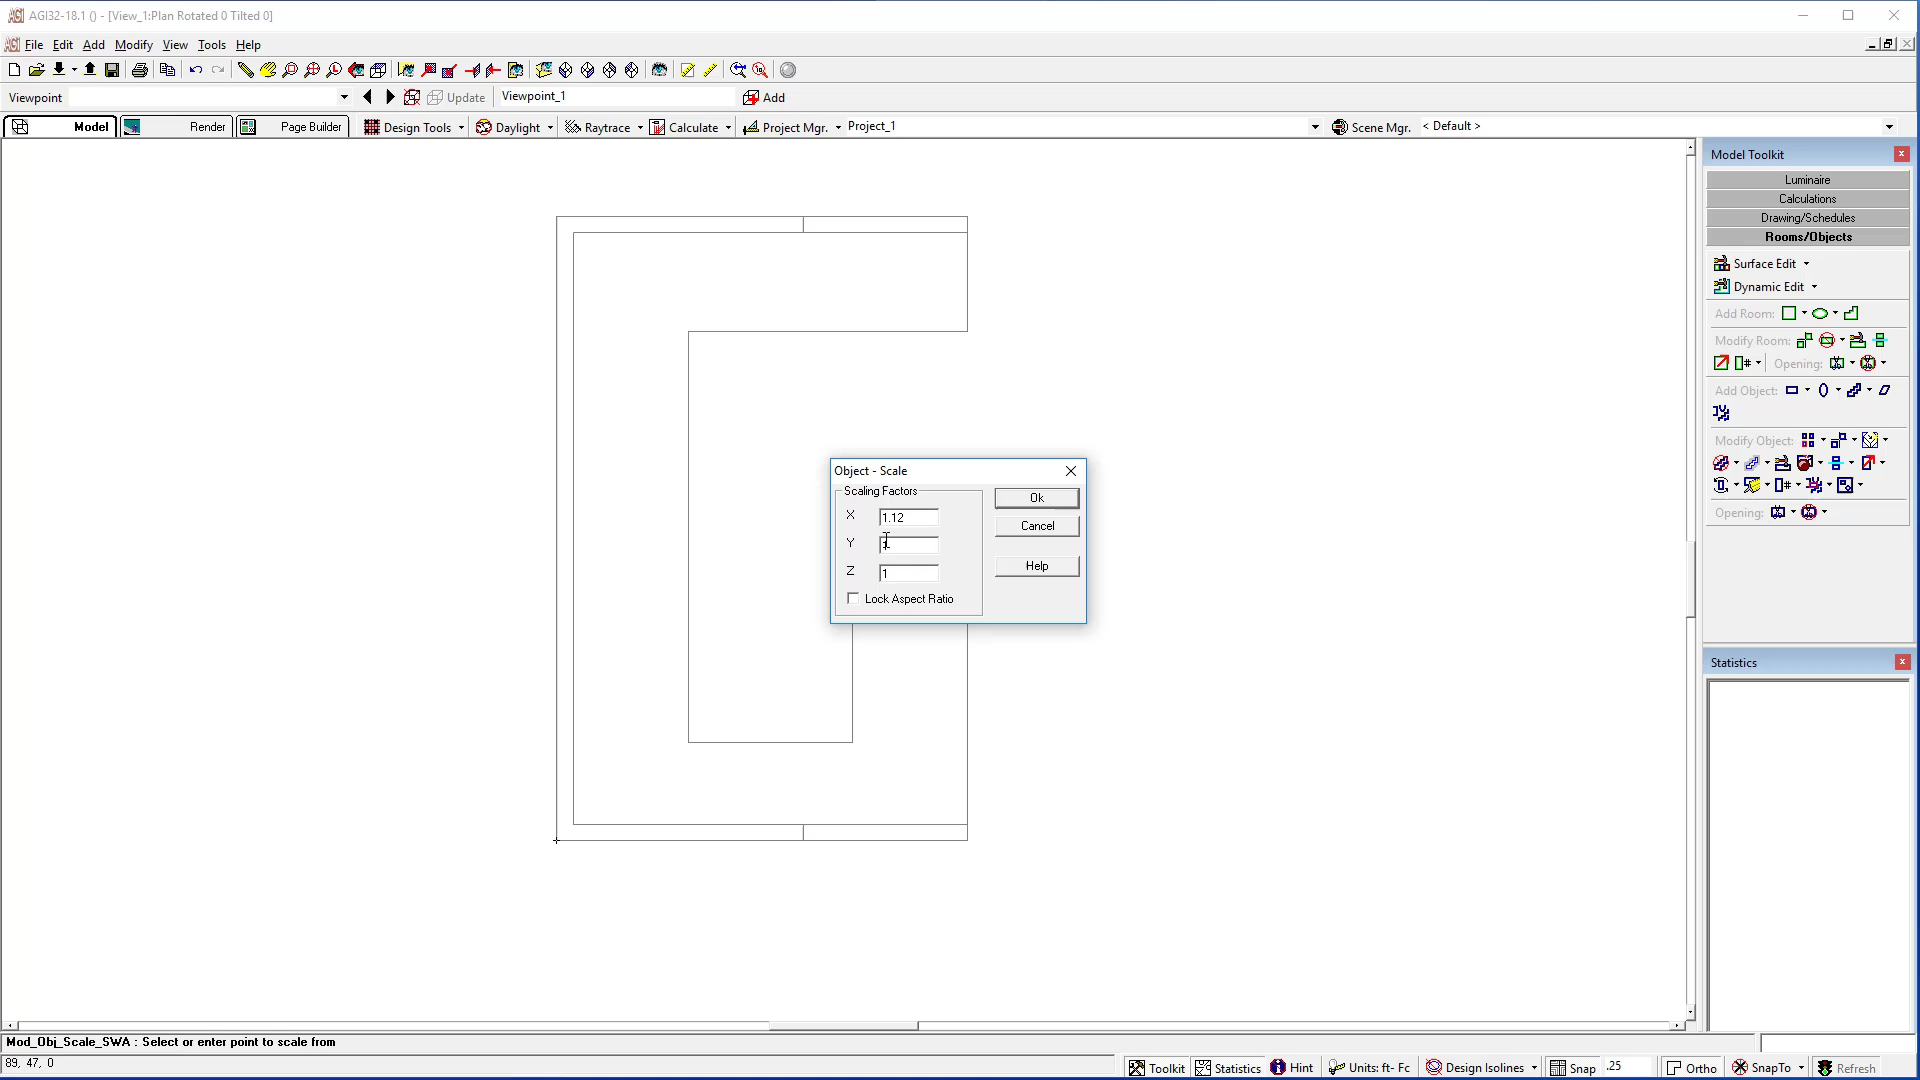 AGI32-18.1 () - [View_1:Plan Rotated 0 Tilted 0]
File Edit Add Modify View Tools Help
Viewpoint Update Viewpoint_1 Add
Model Render Page Builder Design Tools Daylight Raytrace Calculate Project Mgr. Project_1 Scene Mgr. < Default >
Model Toolkit
Luminaire
Calculations
Drawing/Schedules
Rooms/Objects
Surface Edit
Dynamic Edit
Add Room:
Modify Room:
Opening:
Add Object:
Modify Object:
Opening:
Object - Scale
Scaling Factors
X 1.12
Y
Z 1
Lock Aspect Ratio
Ok
Cancel
Help
Statistics
Mod_Obj_Scale_SWA : Select or enter point to scale from
89, 47, 0
Toolkit Statistics Hint Units: ft- Fc Design Isolines Snap .25 Ortho SnapTo Refresh